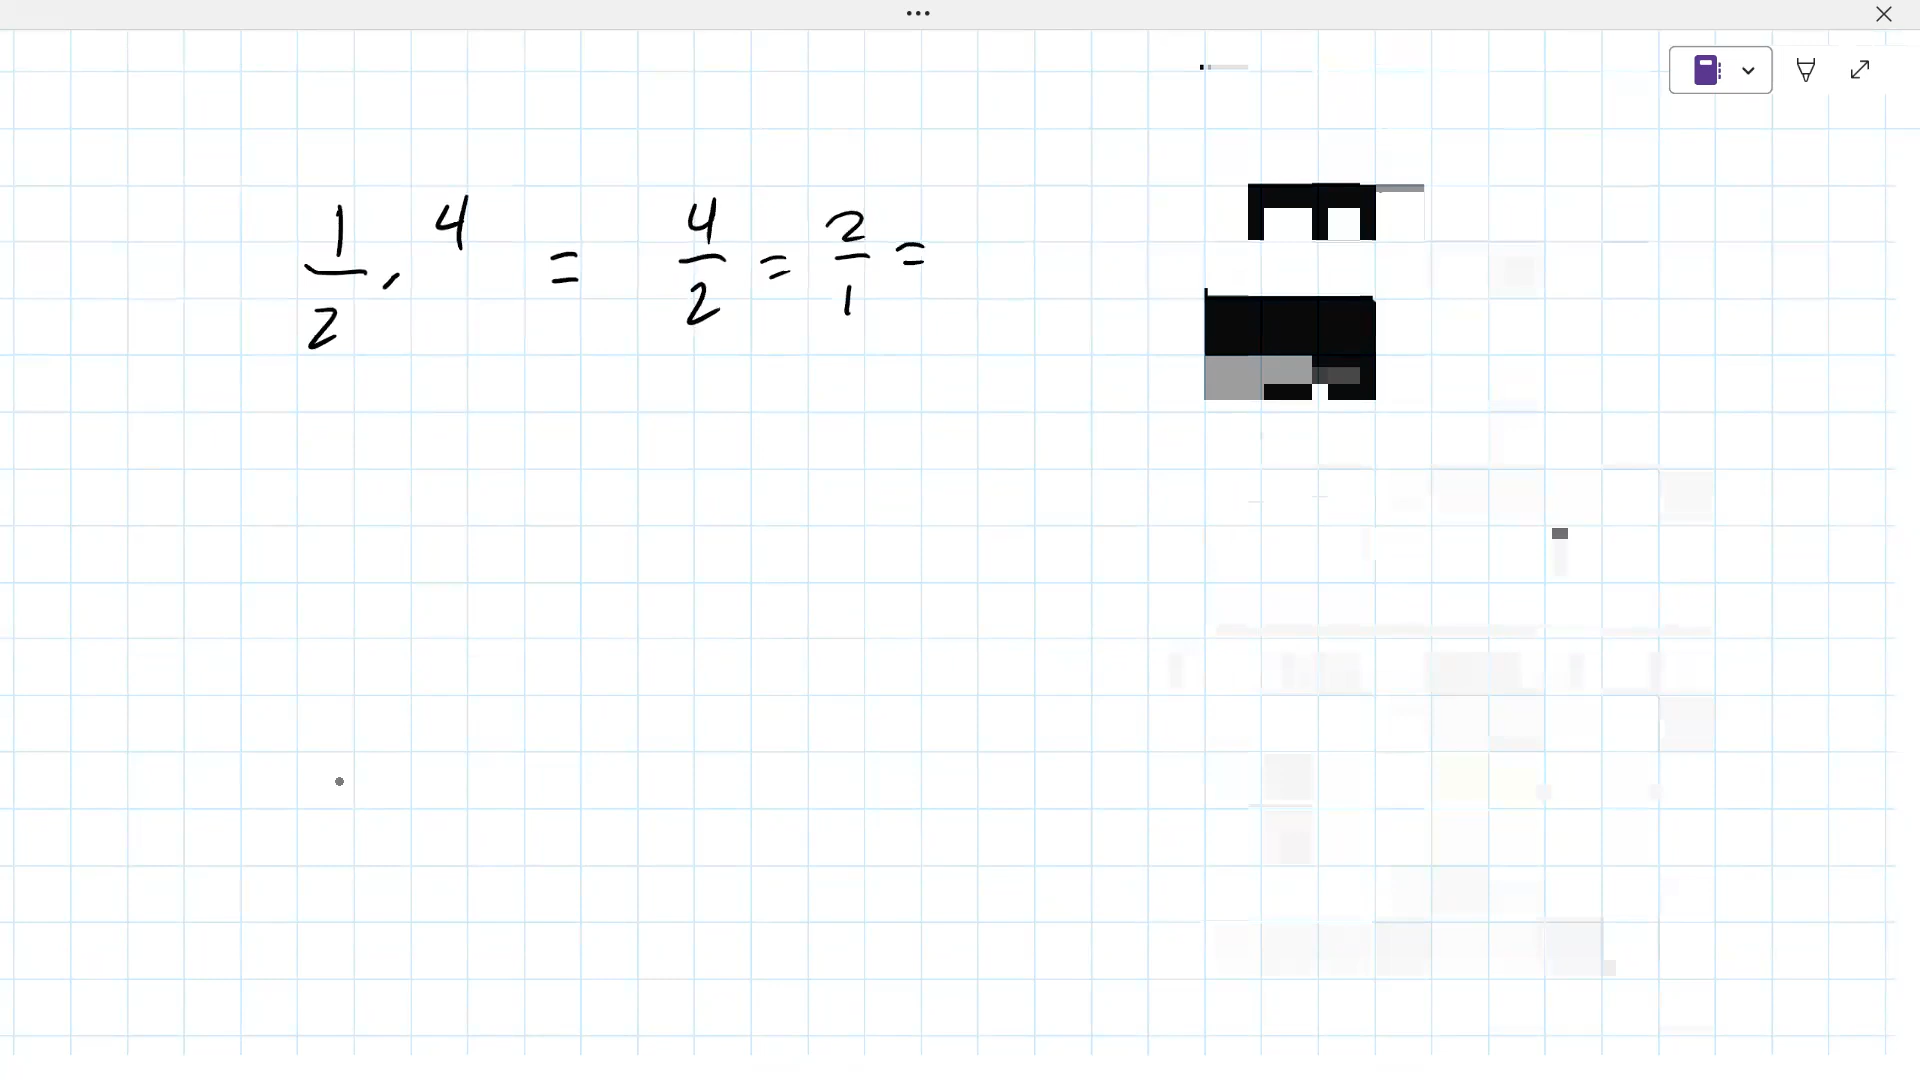 1/2 · 4 = 4/2 = 2/1 =